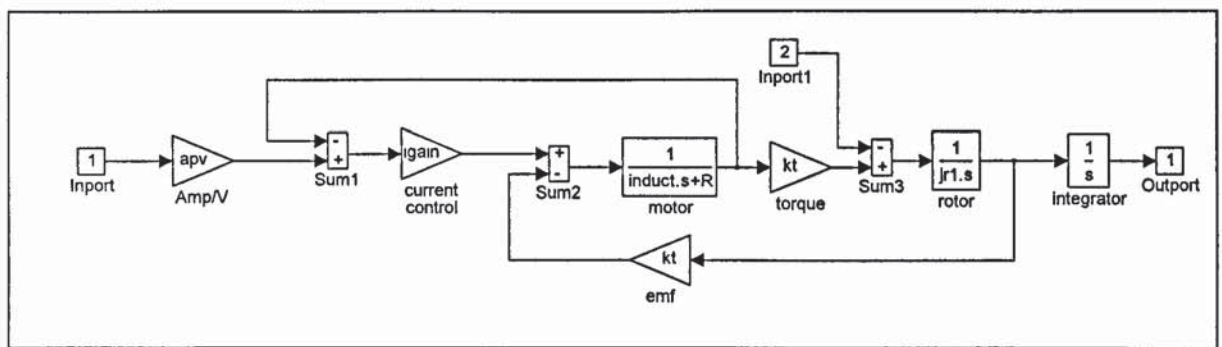 1
Inport
apv
Amp/V
-
+
Sum1
igain
current
control
+
-
Sum2
1
induct.s+R
motor
kt
torque
2
Inport1
-
+
Sum3
1
jr1.s
rotor
1
s
integrator
1
Outport
kt
emf